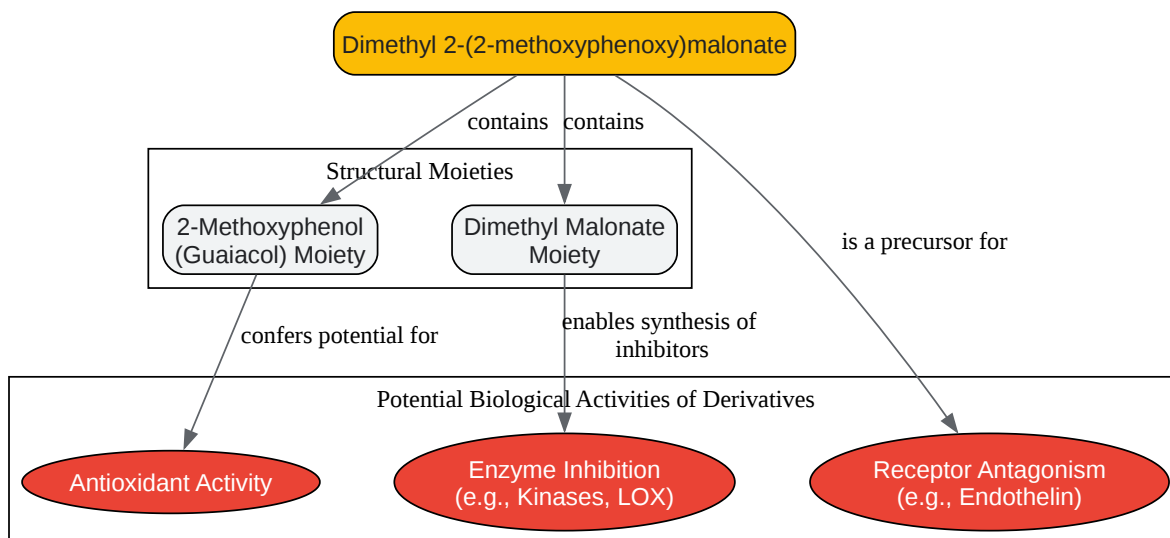 Dimethyl 2-(2-methoxyphenoxy)malonate
contains
contains
Structural Moieties
2-Methoxyphenol
(Guaiacol) Moiety
Dimethyl Malonate
Moiety
is a precursor for
confers potential for
enables synthesis of
inhibitors
Potential Biological Activities of Derivatives
Antioxidant Activity
Enzyme Inhibition
(e.g., Kinases, LOX)
Receptor Antagonism
(e.g., Endothelin)